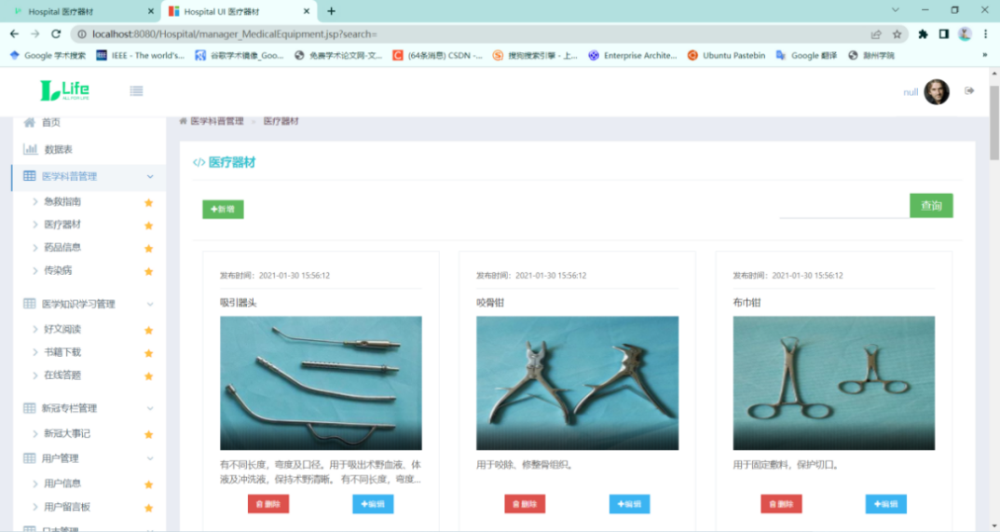 Hospital 医疗器材
Hospital UI 医疗器材
localhost:8080/Hospital/manager_MedicalEquipment.jsp?search=
Google 学术搜索
IEEE - The world's...
谷歌学术镜像_Goo...
免费学术论文网-文...
(64条消息) CSDN -...
搜狗搜索引擎 - 上...
Enterprise Archite...
Ubuntu Pastebin
Google 翻译
滁州学院
Life
null
首页
数据表
医学科普管理
急救指南
医疗器材
药品信息
传染病
医学知识学习管理
好文阅读
书籍下载
在线答题
新冠专栏管理
新冠大事记
用户管理
用户信息
用户留言板
日志管理
医学科普管理 - 医疗器材
</> 医疗器材
+新增
查询
发布时间：2021-01-30 15:56:12
吸引器头
有不同长度，弯度及口径。用于吸出术野血液、体
液及冲洗液，保持术野清晰。 有不同长度，弯度...
删除
+编辑
发布时间：2021-01-30 15:56:12
咬骨钳
用于咬除、修整骨组织。
删除
+编辑
发布时间：2021-01-30 15:56:12
布巾钳
用于固定敷料，保护切口。
删除
+编辑